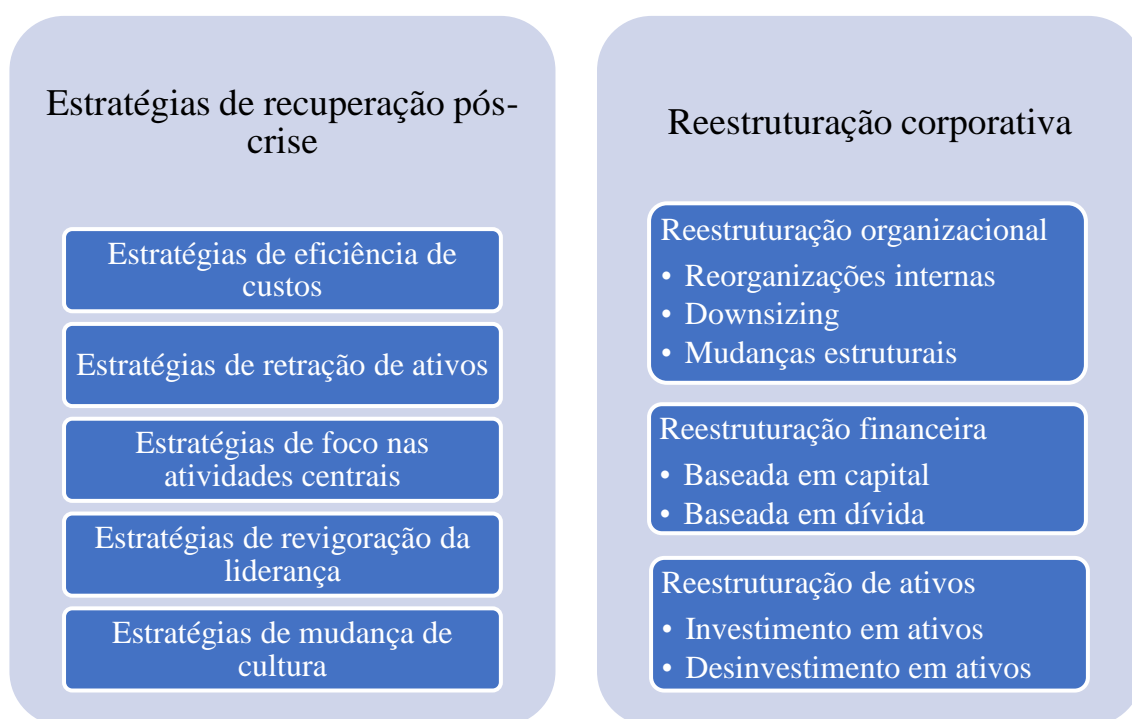 Estratégias de recuperação pós-
crise
Estratégias de eficiência de
custos
Estratégias de retração de ativos
Estratégias de foco nas
atividades centrais
Estratégias de revigoração da
liderança
Estratégias de mudança de
cultura
Reestruturação corporativa
Reestruturação organizacional
• Reorganizações internas
• Downsizing
• Mudanças estruturais
Reestruturação financeira
• Baseada em capital
• Baseada em dívida
Reestruturação de ativos
• Investimento em ativos
• Desinvestimento em ativos